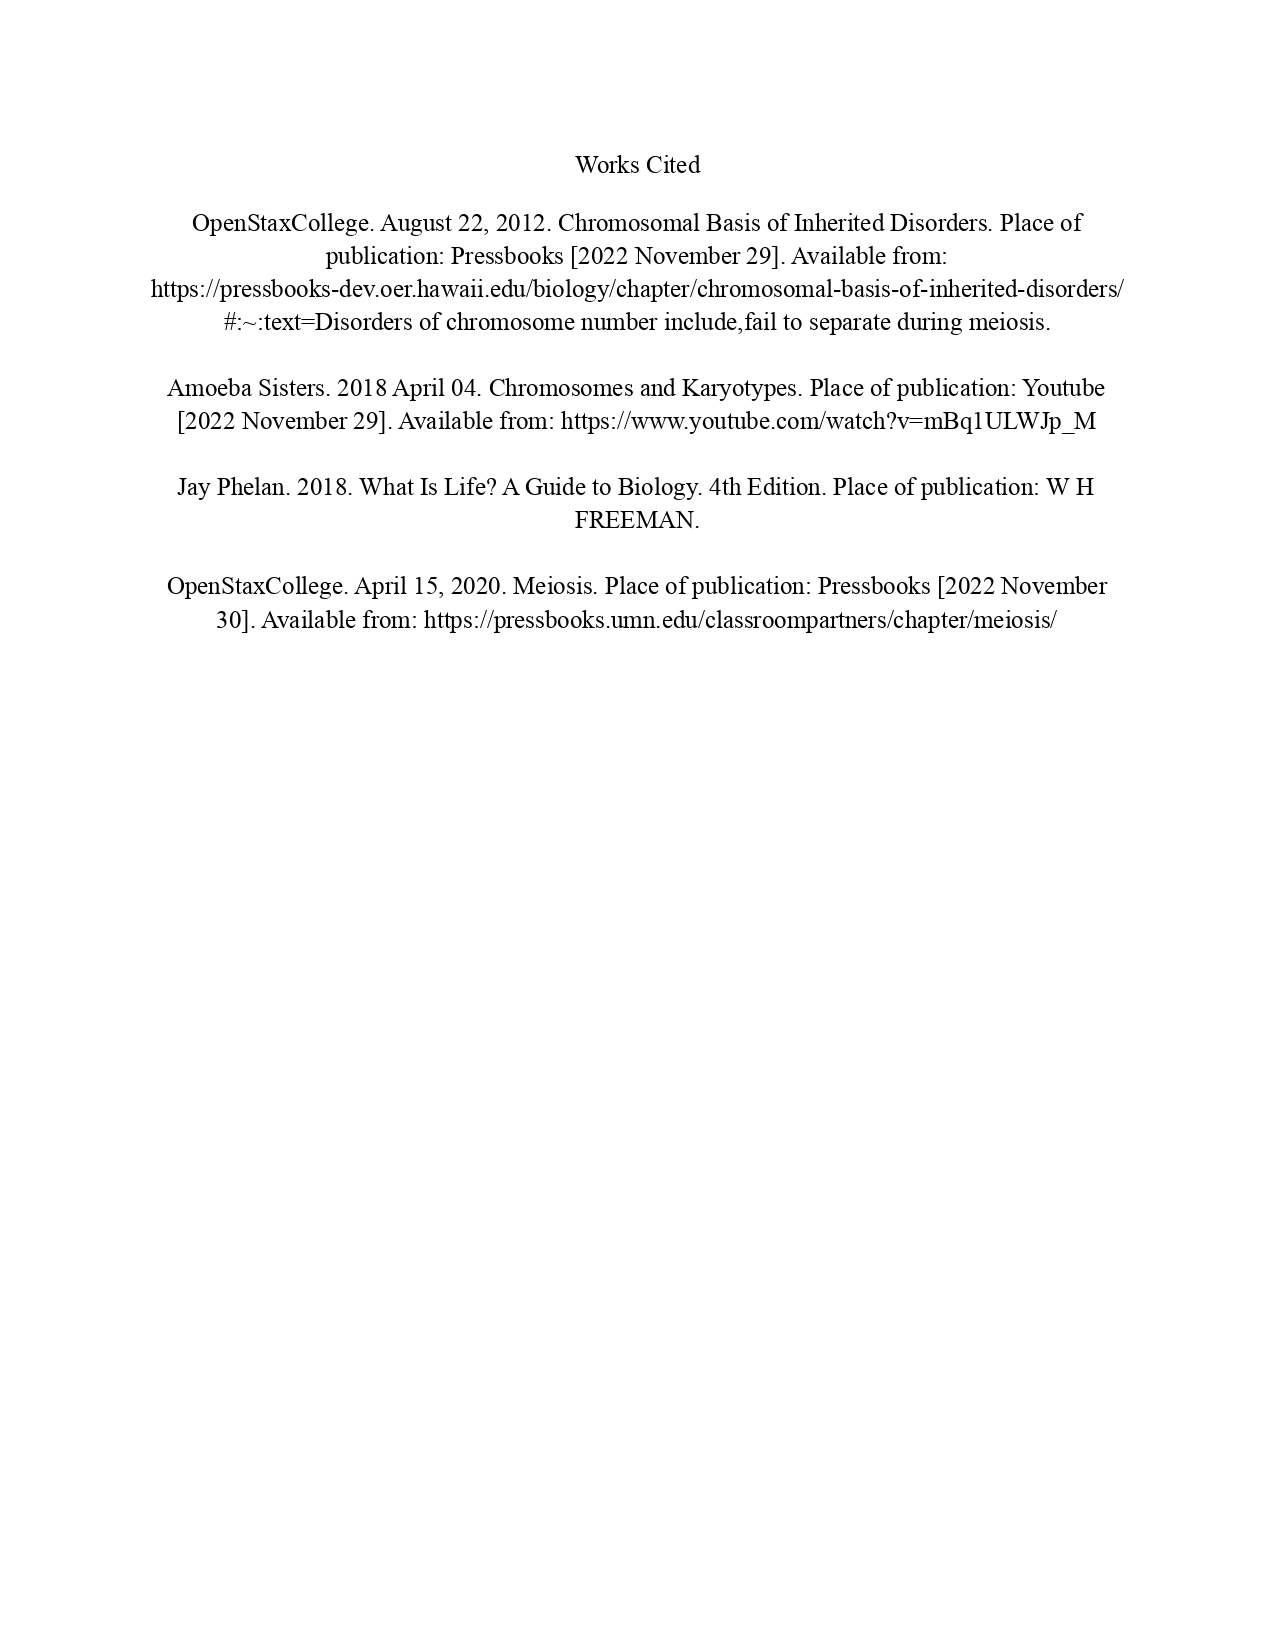 Works Cited
OpenStaxCollege. August 22, 2012. Chromosomal Basis of Inherited Disorders. Place of
publication: Pressbooks [2022 November 29]. Available from:
https://pressbooks-dev.oer.hawaii.edu/biology/chapter/chromosomal-basis-of-inherited-disorders/
#:~:text=Disorders of chromosome number include,fail to separate during meiosis.
Amoeba Sisters. 2018 April 04. Chromosomes and Karyotypes. Place of publication: Youtube
[2022 November 29]. Available from: https://www.youtube.com/watch?v=mBq1ULWJp_M
Jay Phelan. 2018. What Is Life? A Guide to Biology. 4th Edition. Place of publication: W H
FREEMAN.
OpenStaxCollege. April 15, 2020. Meiosis. Place of publication: Pressbooks [2022 November
30]. Available from: https://pressbooks.umn.edu/classroompartners/chapter/meiosis/